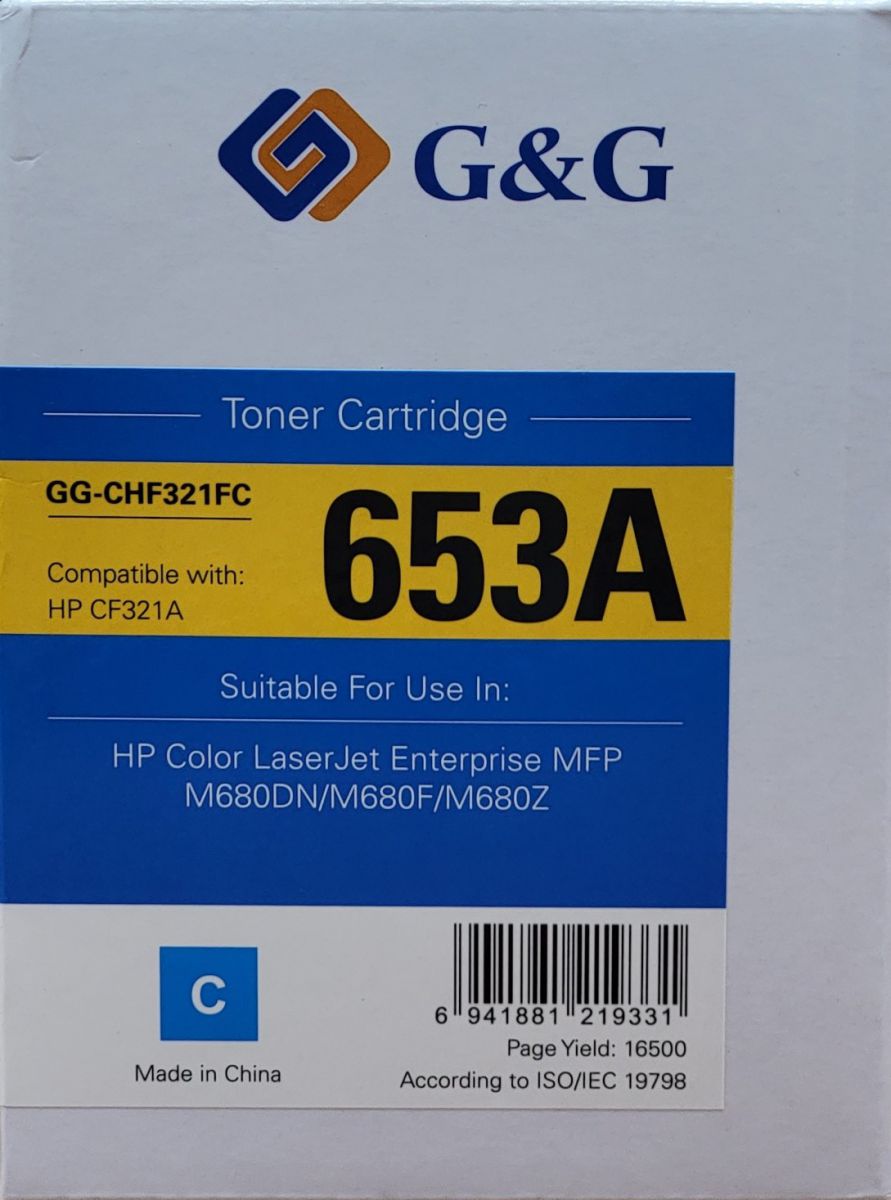 G&G
Toner Cartridge
GG-CHF321FC
653A
Compatible with:
HP CF321A
Suitable For Use In:
HP Color LaserJet Enterprise MFP
M680DN/M680F/M680Z
C
Made in China
6 941881 219331
Page Yield: 16500
According to ISO/IEC 19798